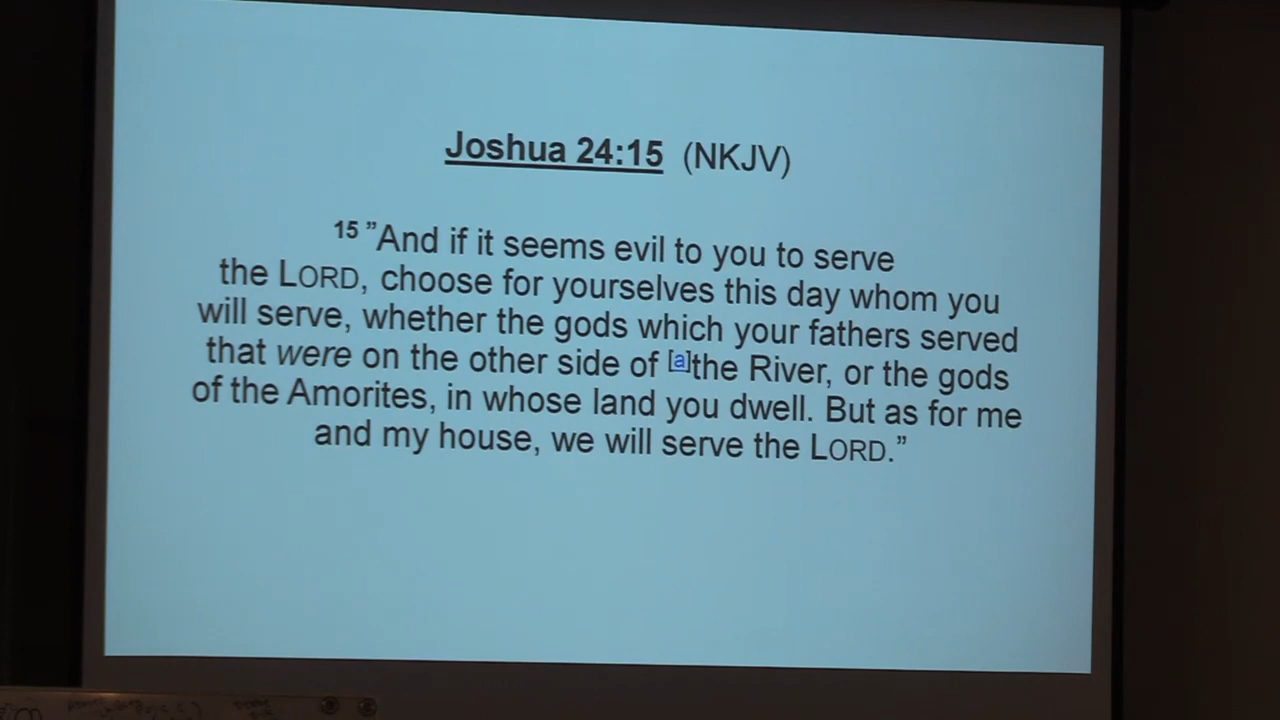 Joshua 24:15 (NKJV)
15 ”And if it seems evil to you to serve
the LORD, choose for yourselves this day whom you
will serve, whether the gods which your fathers served
that were on the other side of [a]the River, or the gods
of the Amorites, in whose land you dwell. But as for me
and my house, we will serve the LORD.”